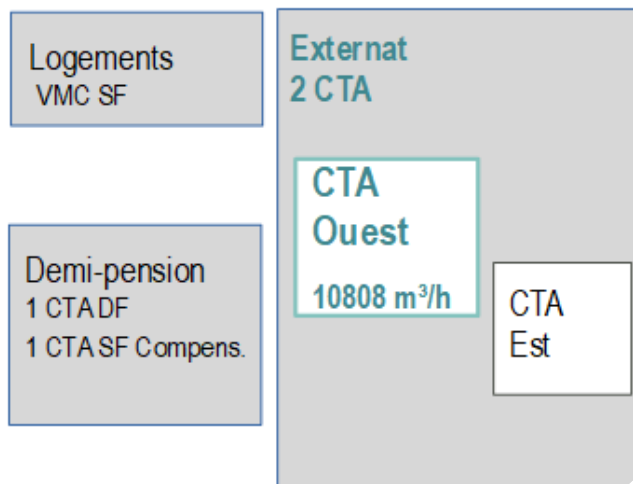 Logements
VMC SF
Demi-pension
1 CTA DF
1 CTA SF Compens.
Externat
2 CTA
CTA
Ouest
10808 m³/h
CTA
Est